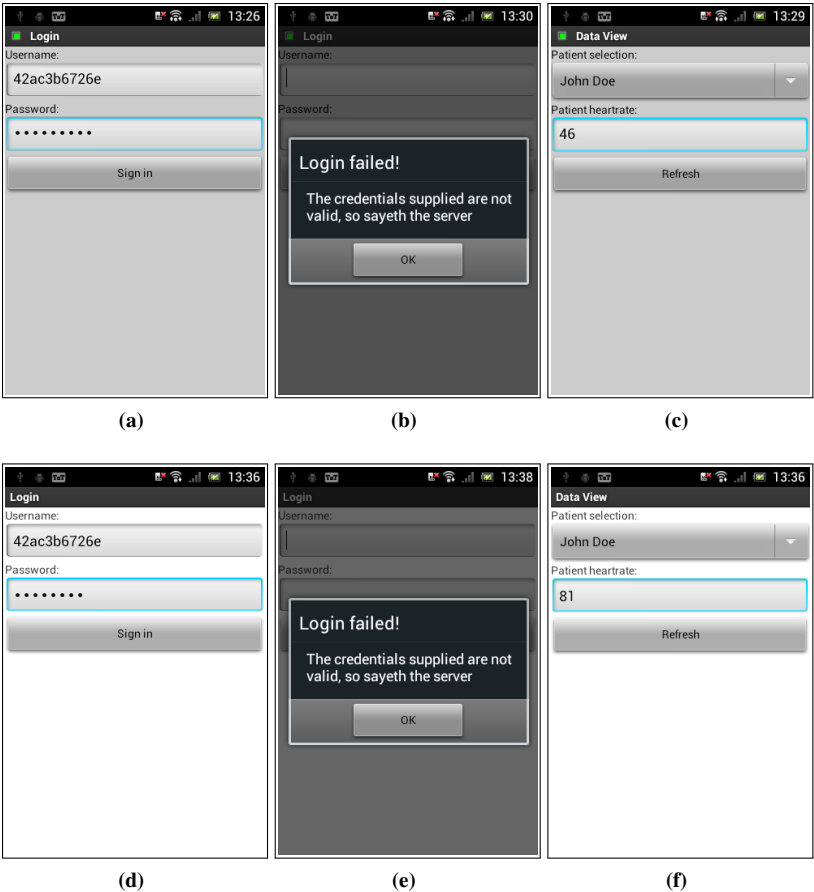 13:26
Login
Username:
42ac3b6726e
Password:
•••••••••
Sign in
(a)
13:30
Login
Username:
Password:
Login failed!
The credentials supplied are not
valid, so sayeth the server
OK
(b)
13:29
Data View
Patient selection:
John Doe
Patient heartrate:
46
Refresh
(c)
13:36
Login
Username:
42ac3b6726e
Password:
••••••••
Sign in
(d)
13:38
Login
Username:
Password:
Login failed!
The credentials supplied are not
valid, so sayeth the server
OK
(e)
13:36
Data View
Patient selection:
John Doe
Patient heartrate:
81
Refresh
(f)